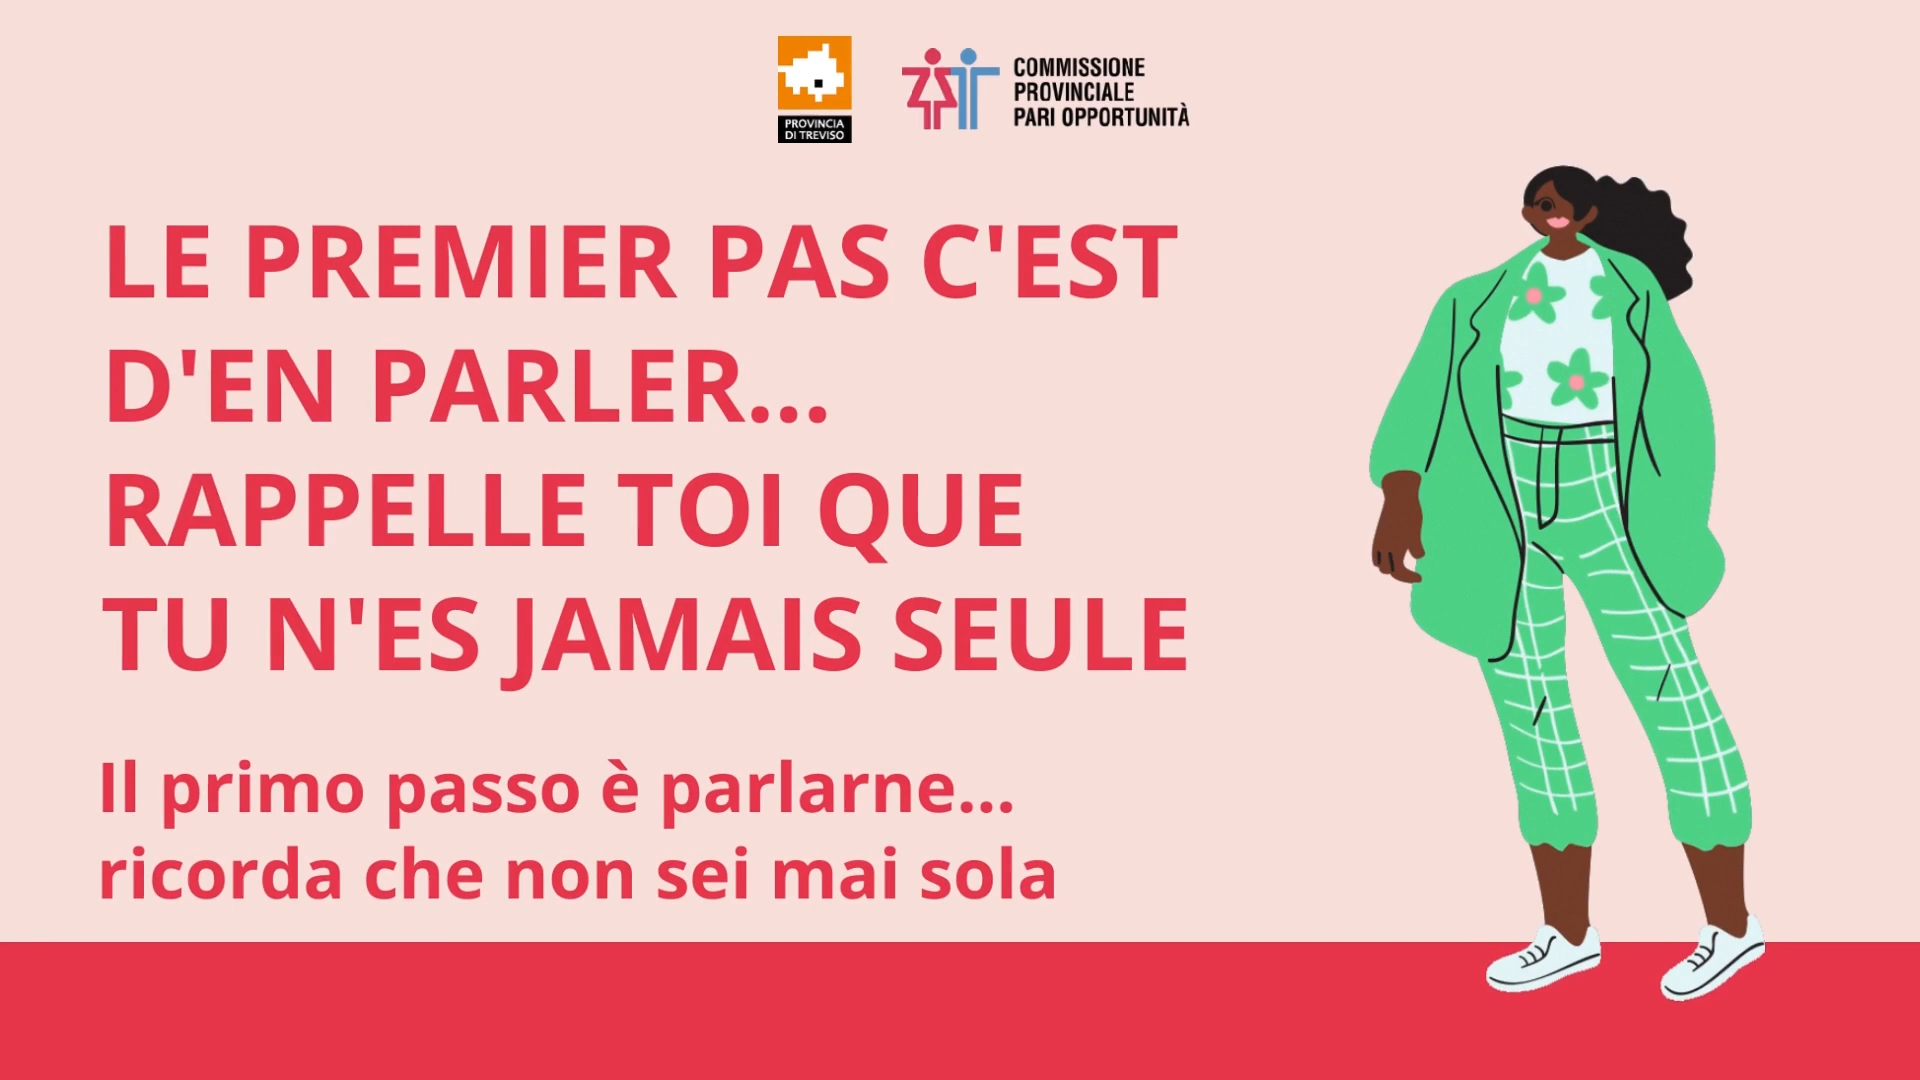 PROVINCIA
DI TREVISO
COMMISSIONE
PROVINCIALE
PARI OPPORTUNITÀ
LE PREMIER PAS C'EST
D'EN PARLER...
RAPPELLE TOI QUE
TU N'ES JAMAIS SEULE
Il primo passo è parlarne...
ricorda che non sei mai sola